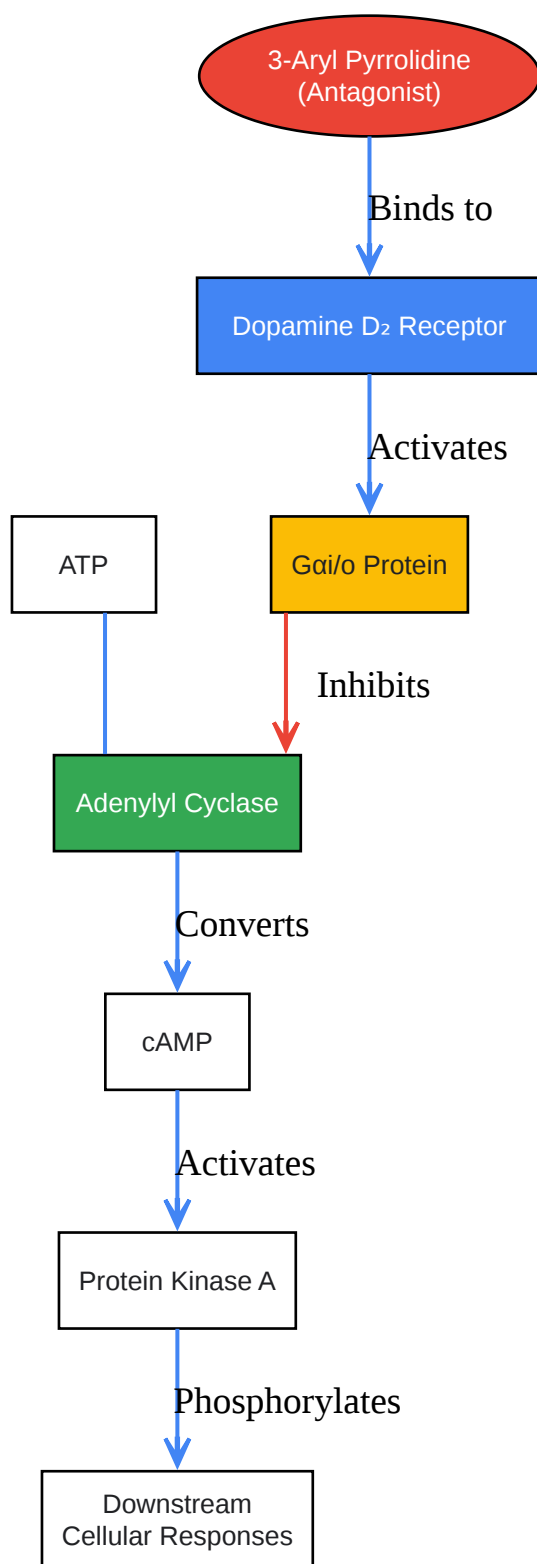 3-Aryl Pyrrolidine
(Antagonist)
Binds to
Dopamine D₂ Receptor
Activates
ATP
Gαi/o Protein
Inhibits
Adenylyl Cyclase
Converts
cAMP
Activates
Protein Kinase A
Phosphorylates
Downstream
Cellular Responses